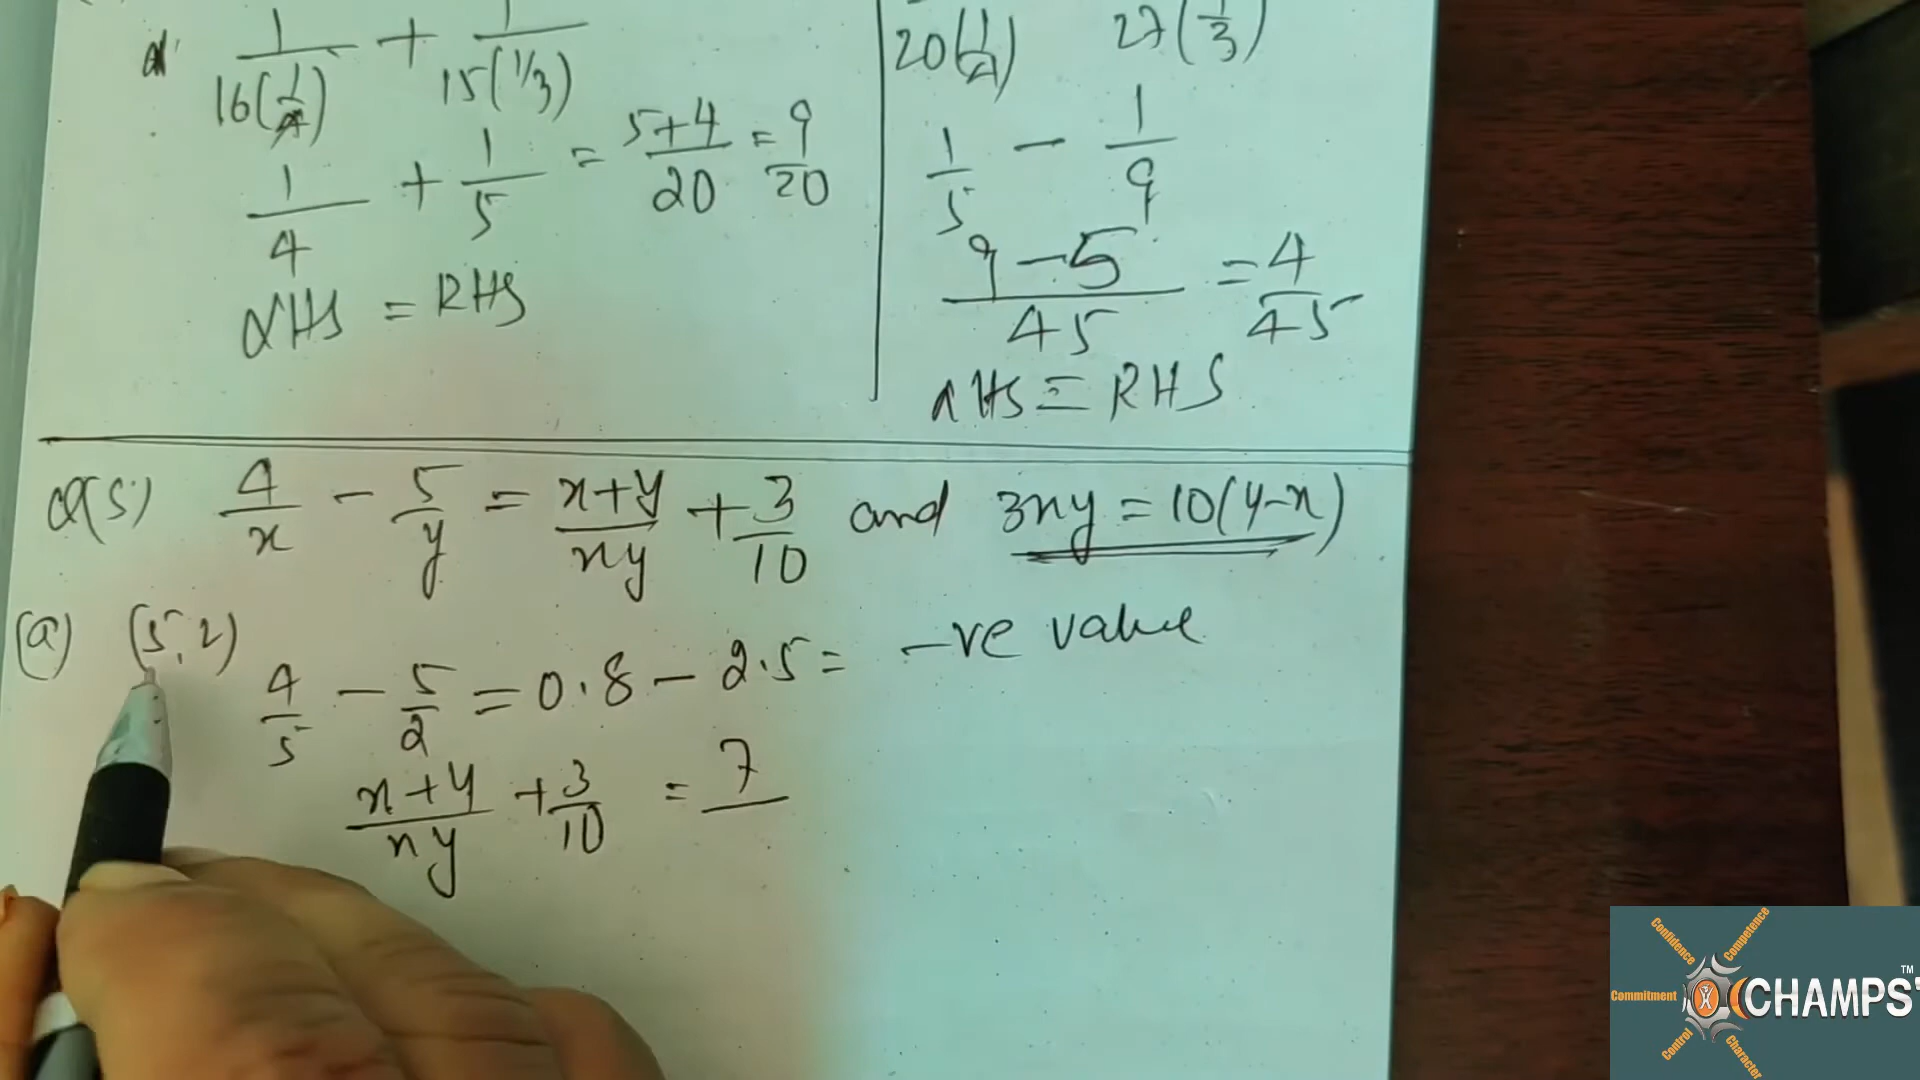 1/16(1/4) + 1/15(1/3)
1/4 + 1/5 = 5+4/20 = 9/20
LHS = RHS
20(1/4) 27(1/3)
1/5 − 1/9
9−5/45 = 4/45
LHS = RHS
Q(5) 4/x − 5/y = x+y/xy + 3/10 and 3xy = 10(y−x)
(a) (5,2)
4/5 − 5/2 = 0.8 − 2.5 = −ve value
x+y/xy + 3/10 = 7/
Confidence
Competence
Commitment
CHAMPS™
Control
Character